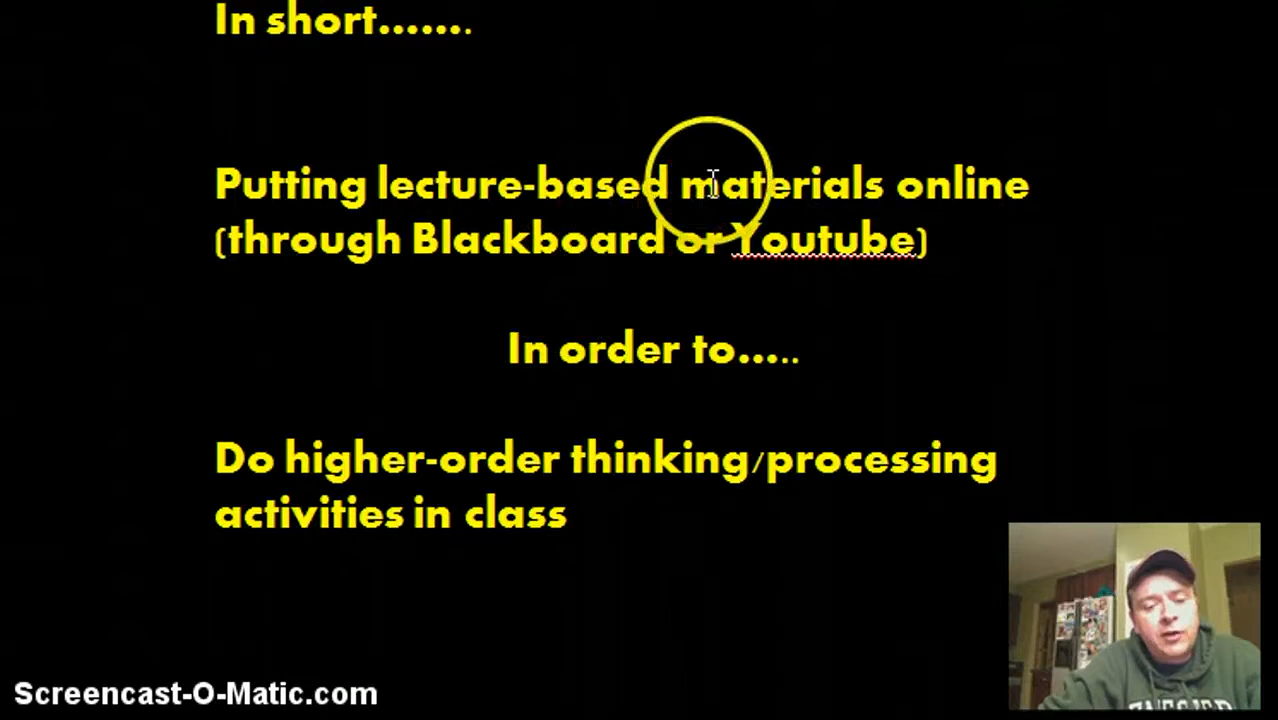 In short.......
Putting lecture-based materials online
(through Blackboard or Youtube)
In order to.....
Do higher-order thinking/processing
activities in class
Screencast-O-Matic.com